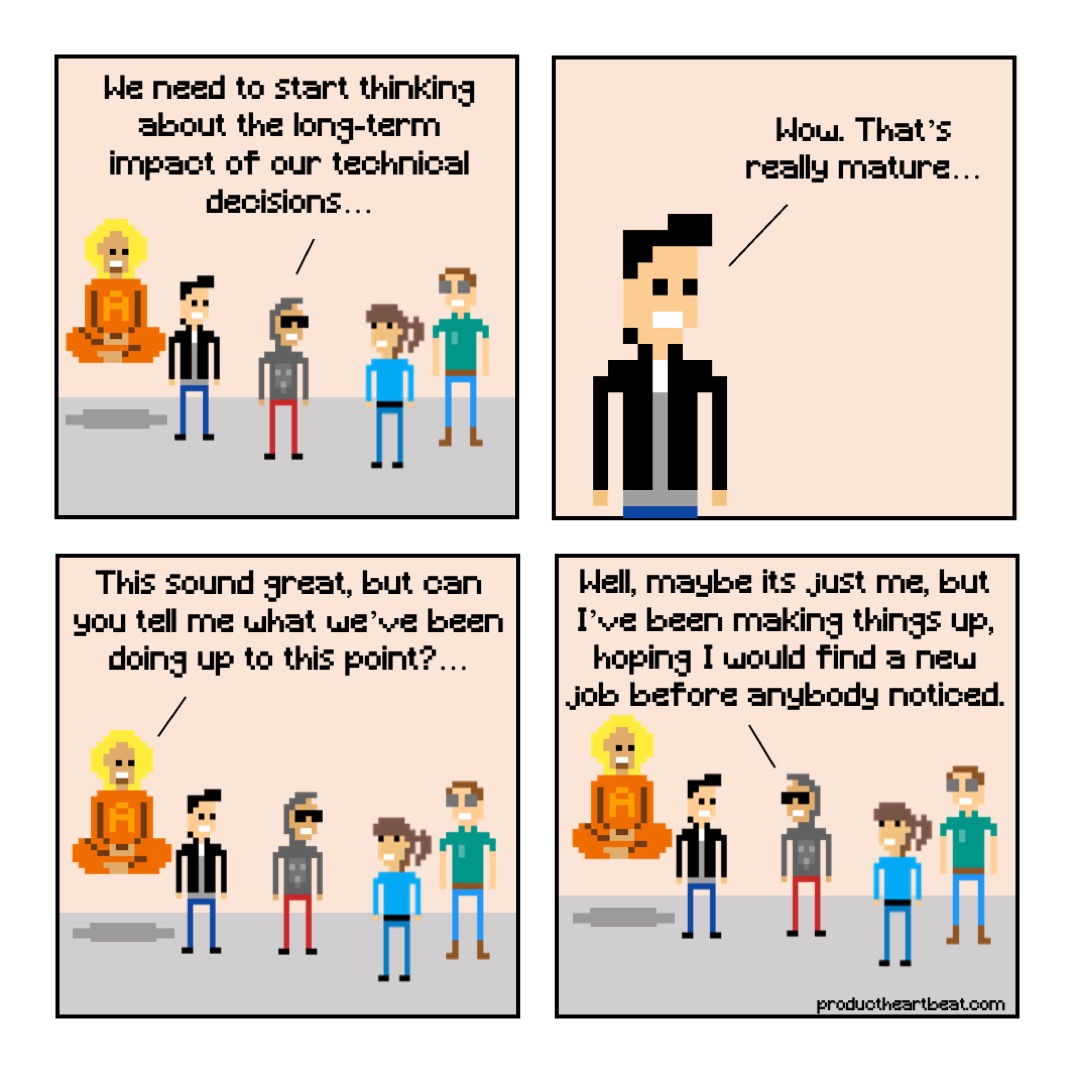 We need to start thinking
about the long-term
impact of our technical
decisions...
Wow. That's
really mature...
This sound great, but can
you tell me what we've been
doing up to this point?...
Well, maybe its just me, but
I've been making things up,
hoping I would find a new
job before anybody noticed.
A
A
A
productheartbeat.com